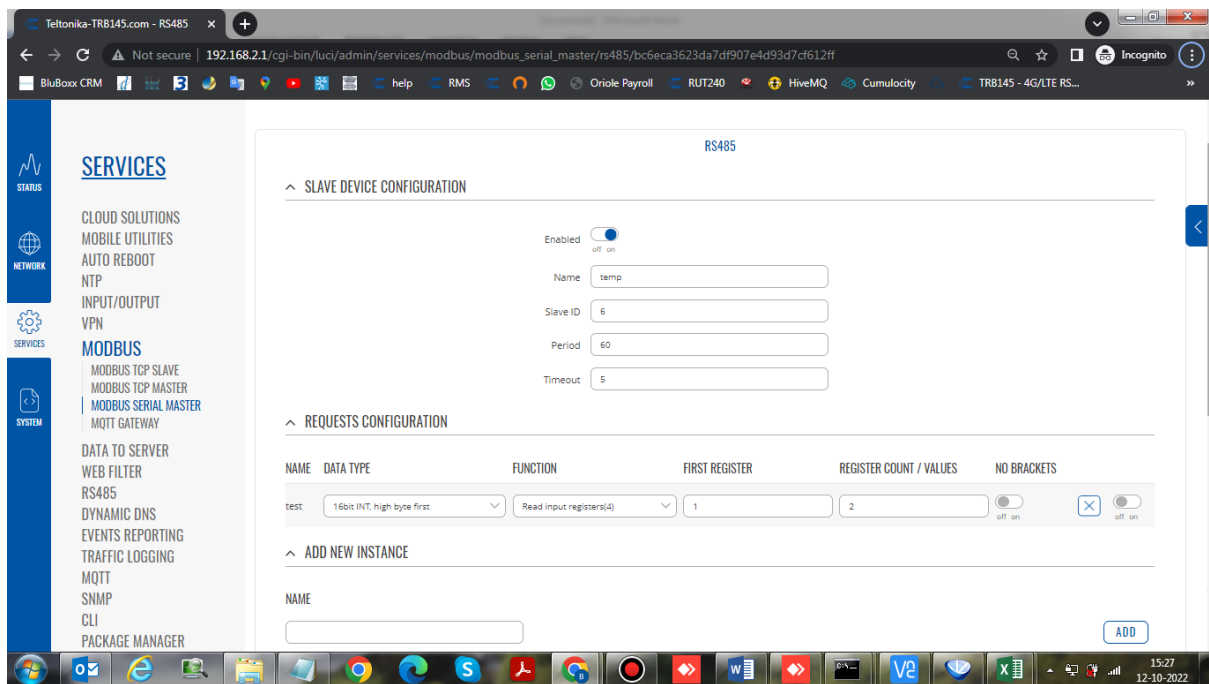 Teltonika-TRB145.com - RS485
Not secure | 192.168.2.1/cgi-bin/luci/admin/services/modbus/modbus_serial_master/rs485/bc6eca3623da7df907e4d93d7cf612ff
Incognito
BluBoxx CRM help RMS Oriole Payroll RUT240 HiveMQ Cumulocity TRB145 - 4G/LTE RS... »
STATUS
NETWORK
SERVICES
SYSTEM
SERVICES
CLOUD SOLUTIONS
MOBILE UTILITIES
AUTO REBOOT
NTP
INPUT/OUTPUT
VPN
MODBUS
MODBUS TCP SLAVE
MODBUS TCP MASTER
MODBUS SERIAL MASTER
MQTT GATEWAY
DATA TO SERVER
WEB FILTER
RS485
DYNAMIC DNS
EVENTS REPORTING
TRAFFIC LOGGING
MQTT
SNMP
CLI
PACKAGE MANAGER
RS485
SLAVE DEVICE CONFIGURATION
Enabled
off on
Name temp
Slave ID 6
Period 60
Timeout 5
REQUESTS CONFIGURATION
NAME DATA TYPE FUNCTION FIRST REGISTER REGISTER COUNT / VALUES NO BRACKETS
test 16bit INT, high byte first Read input registers(4) 1 2
off on off on
ADD NEW INSTANCE
NAME
ADD
15:27
12-10-2022